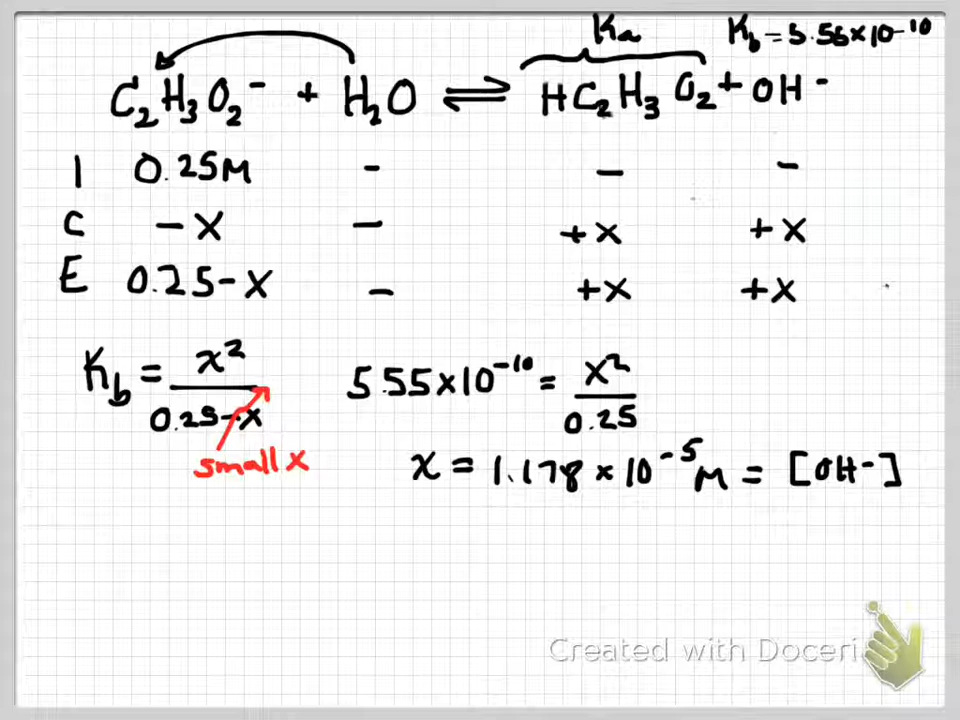 Ka Kb = 5.55×10⁻¹⁰
C₂H₃O₂⁻ + H₂O ⇌ HC₂H₃O₂ + OH⁻
I 0.25M - - -
C -X - +X +X
E 0.25-X - +X +X
Kb = x²/(0.25-x) 5.55×10⁻¹⁰ = x²/0.25
small x
x = 1.178 × 10⁻⁵ M = [OH⁻]
Created with Doceri